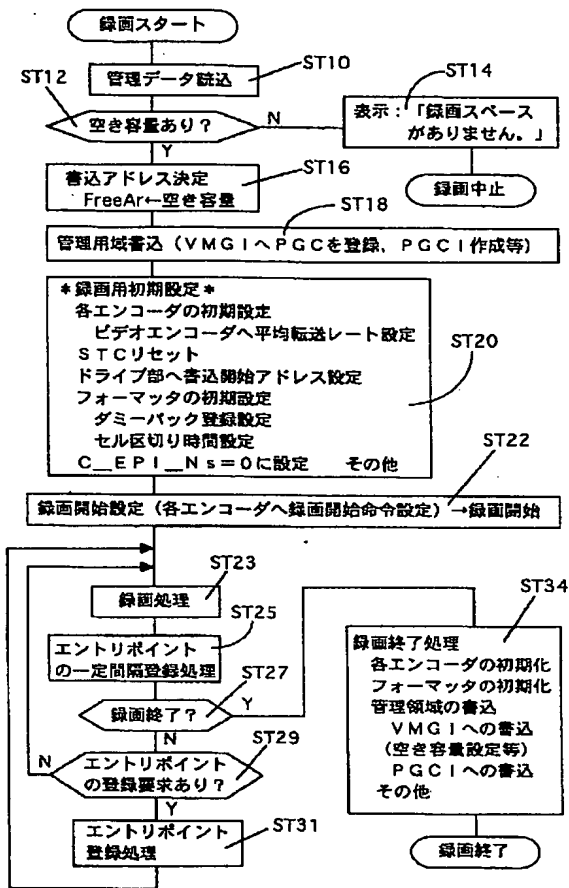 録画スタート
ST10
管理データ読込
ST12
空き容量あり？
N
Y
ST14
表示：「録画スペース
がありません。」
録画中止
ST16
書込アドレス決定
FreeAr←空き容量
ST18
管理用域書込（VMGIへPGCを登録、PGCI作成等）
ST20
＊録画用初期設定＊
各エンコーダの初期設定
ビデオエンコーダへ平均転送レート設定
STCリセット
ドライブ部へ書込開始アドレス設定
フォーマッタの初期設定
ダミーパック登録設定
セル区切り時間設定
C_EPI_Ns＝0に設定　その他
ST22
録画開始設定（各エンコーダへ録画開始命令設定）→録画開始
ST23
録画処理
ST25
エントリポイント
の一定間隔登録処理
ST27
録画終了？
Y
N
ST29
エントリポイント
の登録要求あり？
N
Y
ST31
エントリポイント
登録処理
ST34
録画終了処理
各エンコーダの初期化
フォーマッタの初期化
管理領域の書込
VMGIへの書込
（空き容量設定等）
PGCIへの書込
その他
録画終了